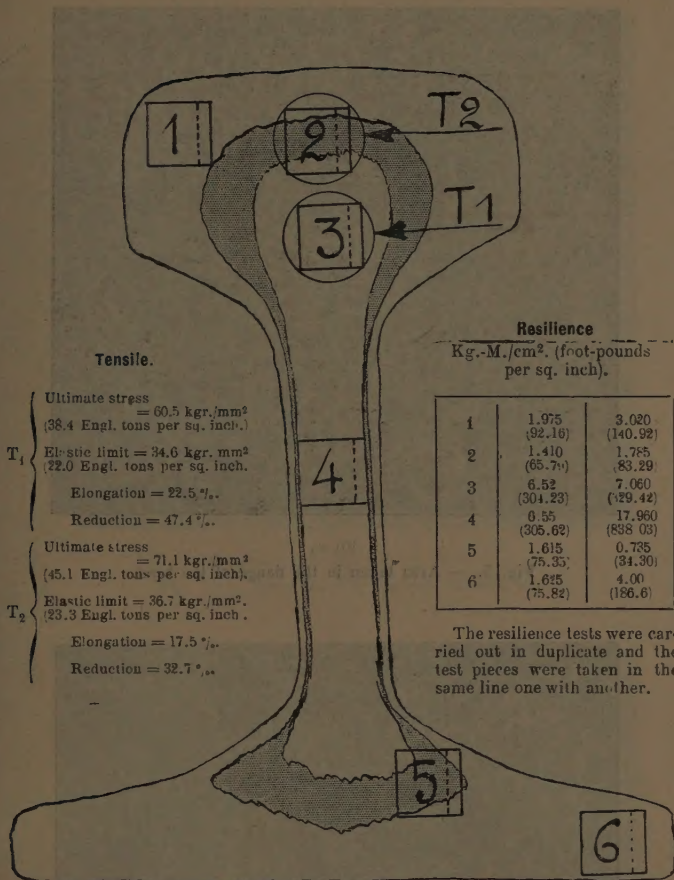 1
2
T2
3
T1
4
5
6
Tensile.
T₁
Ultimate stress
= 60.5 kgr./mm²
(38.4 Engl. tons per sq. inch.)
Elastic limit = 34.6 kgr. mm²
(22.0 Engl. tons per sq. inch.
Elongation = 22.5 %.
Reduction = 47.4 %.
T₂
Ultimate stress
= 71.1 kgr./mm²
(45.1 Engl. tons per sq. inch).
Elastic limit = 36.7 kgr./mm².
(23.3 Engl. tons per sq. inch.
Elongation = 17.5 %.
Reduction = 32.7 %.
Resilience
Kg.-M./cm². (foot-pounds
per sq. inch).
1 1.975 3.020
(92.16) (140.92)
2 1.410 1.785
(83.29)
3 6.52 7.060
(304.23)
4 17.960
(305.62) (838 03)
5 1.615 0.735
(75.35) (34.30)
6 1.625 4.00
(75.82) (186.6)
The resilience tests were car-
ried out in duplicate and the
test pieces were taken in the
same line one with another.